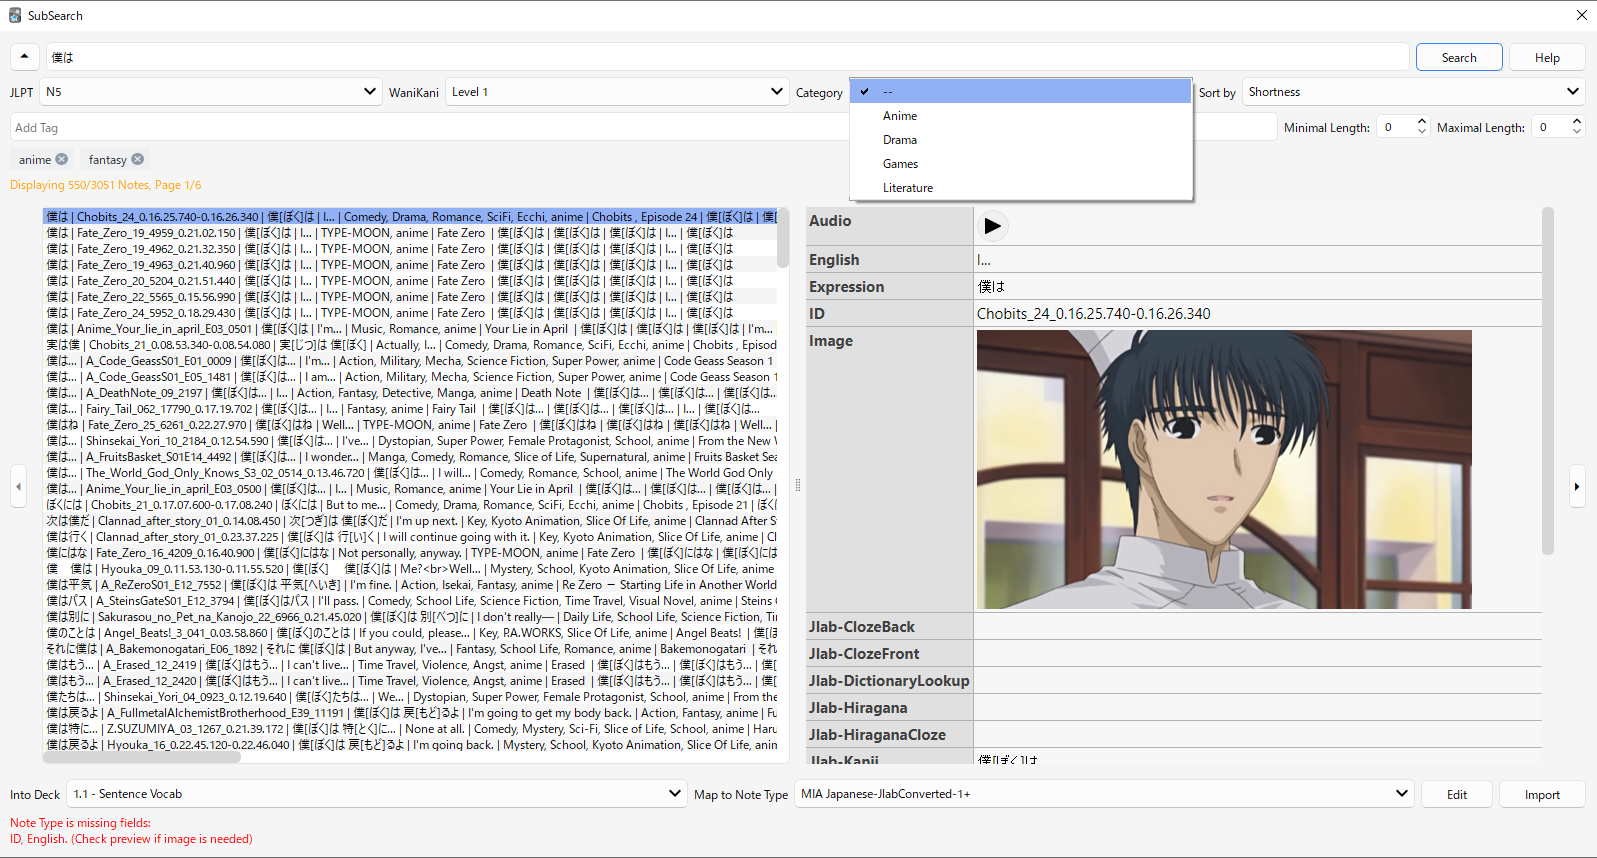 SubSearch
僕は
Search
Help
JLPT
N5
WaniKani
Level 1
Category
--
Anime
Drama
Games
Literature
Sort by
Shortness
Add Tag
Minimal Length:
0
Maximal Length:
0
anime
fantasy
Displaying 550/3051 Notes, Page 1/6
僕は | Chobits_24_0.16.25.740-0.16.26.340 | 僕[ぼく]は | I... | Comedy, Drama, Romance, SciFi, Ecchi, anime | Chobits , Episode 24 | 僕[ぼく]は | 僕[
僕は | Fate_Zero_19_4959_0.21.02.150 | 僕[ぼく]は | I... | TYPE-MOON, anime | Fate Zero | 僕[ぼく]は | 僕[ぼく]は | 僕[ぼく]は | I... | 僕[ぼく]は
僕は | Fate_Zero_19_4962_0.21.32.350 | 僕[ぼく]は | I... | TYPE-MOON, anime | Fate Zero | 僕[ぼく]は | 僕[ぼく]は | 僕[ぼく]は | I... | 僕[ぼく]は
僕は | Fate_Zero_19_4963_0.21.40.960 | 僕[ぼく]は | I... | TYPE-MOON, anime | Fate Zero | 僕[ぼく]は | 僕[ぼく]は | 僕[ぼく]は | I... | 僕[ぼく]は
僕は | Fate_Zero_20_5204_0.21.51.440 | 僕[ぼく]は | I... | TYPE-MOON, anime | Fate Zero | 僕[ぼく]は | 僕[ぼく]は | 僕[ぼく]は | I... | 僕[ぼく]は
僕は | Fate_Zero_22_5565_0.15.56.990 | 僕[ぼく]は | I... | TYPE-MOON, anime | Fate Zero | 僕[ぼく]は | 僕[ぼく]は | 僕[ぼく]は | I... | 僕[ぼく]は
僕は | Fate_Zero_24_5952_0.18.29.430 | 僕[ぼく]は | I... | TYPE-MOON, anime | Fate Zero | 僕[ぼく]は | 僕[ぼく]は | 僕[ぼく]は | I... | 僕[ぼく]は
僕は | Anime_Your_lie_in_april_E03_0501 | 僕[ぼく]は | I'm... | Music, Romance, anime | Your Lie in April | 僕[ぼく]は | 僕[ぼく]は | 僕[ぼく]は | I'm... |
実は僕 | Chobits_21_0.08.53.340-0.08.54.080 | 実[じつ]は 僕[ぼく] | Actually, I... | Comedy, Drama, Romance, SciFi, Ecchi, anime | Chobits , Episod
僕は... | A_Code_GeassS01_E01_0009 | 僕[ぼく]は... | I'm... | Action, Military, Mecha, Science Fiction, Super Power, anime | Code Geass Season 1
僕は... | A_Code_GeassS01_E05_1481 | 僕[ぼく]は... | I am... | Action, Military, Mecha, Science Fiction, Super Power, anime | Code Geass Season 1
僕は... | A_DeathNote_09_2197 | 僕[ぼく]は... | I... | Action, Fantasy, Detective, Manga, anime | Death Note | 僕[ぼく]は... | 僕[ぼく]は... | 僕[ぼく]は...
僕は... | Fairy_Tail_062_17790_0.17.19.702 | 僕[ぼく]は... | I... | Fantasy, anime | Fairy Tail | 僕[ぼく]は... | 僕[ぼく]は... | 僕[ぼく]は... | I... | 僕[ぼく]は...
僕はね | Fate_Zero_25_6261_0.22.27.970 | 僕[ぼく]はね | Well... | TYPE-MOON, anime | Fate Zero | 僕[ぼく]はね | 僕[ぼく]はね | 僕[ぼく]はね | Well... |
僕は... | Shinsekai_Yori_10_2184_0.12.54.590 | 僕[ぼく]は... | I've... | Dystopian, Super Power, Female Protagonist, School, anime | From the New
僕は... | A_FruitsBasket_S01E14_4492 | 僕[ぼく]は... | I wonder... | Manga, Comedy, Romance, Slice of Life, Supernatural, anime | Fruits Basket Sea
僕は... | The_World_God_Only_Knows_S3_02_0514_0.13.46.720 | 僕[ぼく]は... | I will... | Comedy, Romance, School, anime | The World God Only
僕は... | Anime_Your_lie_in_april_E03_0500 | 僕[ぼく]は... | I... | Music, Romance, anime | Your Lie in April | 僕[ぼく]は... | 僕[ぼく]は... | 僕[ぼく]は... |
ぼくには | Chobits_21_0.17.07.600-0.17.08.240 | ぼくには | But to me... | Comedy, Drama, Romance, SciFi, Ecchi, anime | Chobits , Episode 21 | ぼく
次は僕だ | Clannad_after_story_01_0.14.08.450 | 次[つぎ]は 僕[ぼく]だ | I'm up next. | Key, Kyoto Animation, Slice Of Life, anime | Clannad After S
僕は行く | Clannad_after_story_01_0.23.37.225 | 僕[ぼく]は 行[い]く | I will continue going with it. | Key, Kyoto Animation, Slice Of Life, anime | Cl
僕にはな | Fate_Zero_16_4209_0.16.40.900 | 僕[ぼく]にはな | Not personally, anyway. | TYPE-MOON, anime | Fate Zero | 僕[ぼく]にはな | 僕[ぼく]には
僕　僕は | Hyouka_09_0.11.53.130-0.11.55.520 | 僕[ぼく]　僕[ぼく]は | Me?<br>Well... | Mystery, School, Kyoto Animation, Slice Of Life, anime
僕は平気 | A_ReZeroS01_E12_7552 | 僕[ぼく]は 平気[へいき] | I'm fine. | Action, Isekai, Fantasy, anime | Re Zero − Starting Life in Another World
僕はパス | A_SteinsGateS01_E12_3794 | 僕[ぼく]はパス | I'll pass. | Comedy, School Life, Science Fiction, Time Travel, Visual Novel, anime | Steins
僕は別に | Sakurasou_no_Pet_na_Kanojo_22_6966_0.21.45.020 | 僕[ぼく]は 別[べつ]に | I don't really— | Daily Life, School Life, Science Fiction,
僕のことは | Angel_Beats!_3_041_0.03.58.860 | 僕[ぼく]のことは | If you could, please... | Key, P.A.WORKS, Slice Of Life, anime | Angel Beats! | 僕[ぼ
それに僕は | A_Bakemonogatari_E06_1892 | それに 僕[ぼく]は | But anyway, I've... | Fantasy, School Life, Romance, anime | Bakemonogatari | それ
僕はもう... | A_Erased_12_2419 | 僕[ぼく]はもう... | I can't live... | Time Travel, Violence, Angst, anime | Erased | 僕[ぼく]はもう... | 僕[ぼく]はもう... | 僕[
僕はもう... | A_Erased_12_2420 | 僕[ぼく]はもう... | I can't live... | Time Travel, Violence, Angst, anime | Erased | 僕[ぼく]はもう... | 僕[ぼく]はもう... | 僕[
僕たちは... | Shinsekai_Yori_04_0923_0.12.19.640 | 僕[ぼく]たちは... | We... | Dystopian, Super Power, Female Protagonist, School, anime | From the
僕は戻るよ | A_FullmetalAlchemistBrotherhood_E39_11191 | 僕[ぼく]は 戻[もど]るよ | I'm going to get my body back. | Action, Fantasy, anime | Fu
僕は特に... | Z.SUZUMIYA_03_1267_0.21.39.172 | 僕[ぼく]は 特[とく]に... | None at all. | Comedy, Mystery, Sci-Fi, Slice of Life, School, anime | Haru
僕は戻るよ | Hyouka_16_0.22.45.120-0.22.46.040 | 僕[ぼく]は 戻[もど]るよ | I'm going back. | Mystery, School, Kyoto Animation, Slice Of Life, anim
Audio
English
I...
Expression
僕は
ID
Chobits_24_0.16.25.740-0.16.26.340
Image
Jlab-ClozeBack
Jlab-ClozeFront
Jlab-DictionaryLookup
Jlab-Hiragana
Jlab-HiraganaCloze
Jlab-Kanji
僕[ぼく]は
Into Deck
1.1 - Sentence Vocab
Map to Note Type
MIA Japanese-JlabConverted-1+
Edit
Import
Note Type is missing fields:
ID, English. (Check preview if image is needed)